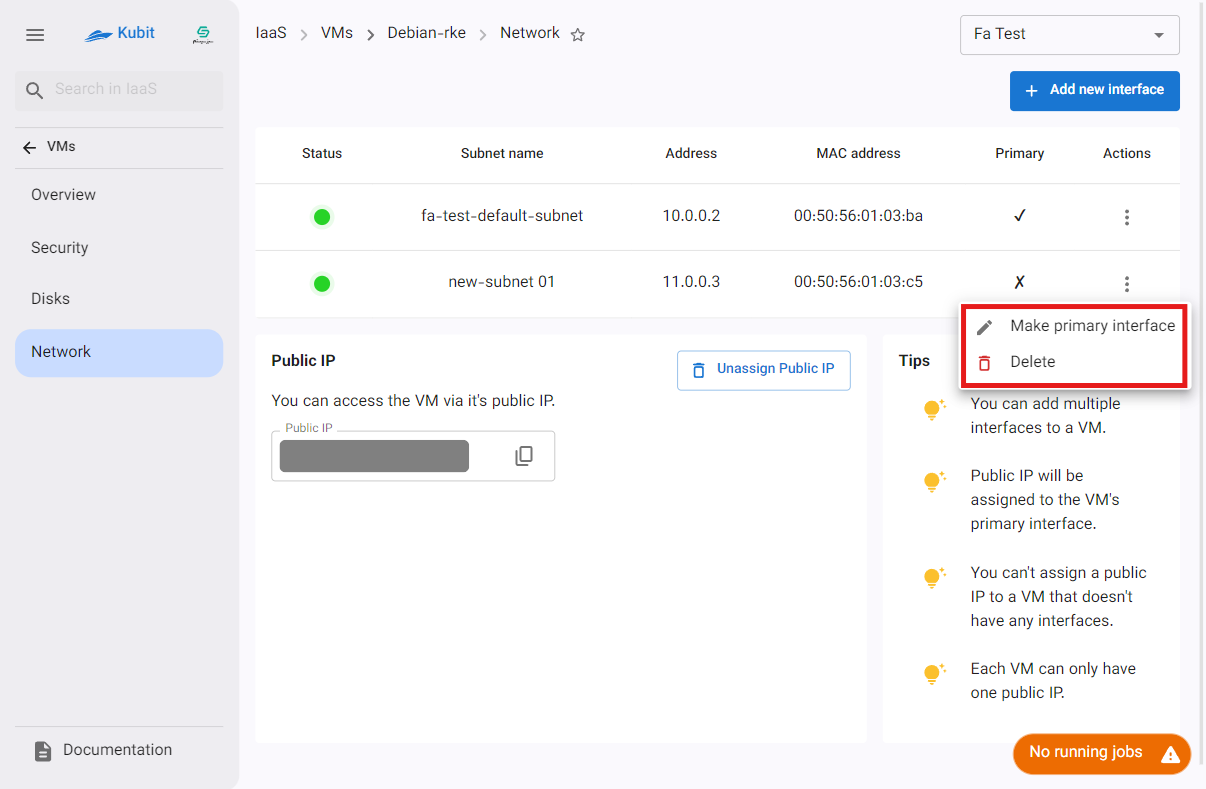 Kubit
IaaS > VMs > Debian-rke > Network
Fa Test
Search in IaaS
+ Add new interface
VMs
Overview
Security
Disks
Network
Status Subnet name Address MAC address Primary Actions
fa-test-default-subnet 10.0.0.2 00:50:56:01:03:ba ✓
new-subnet 01 11.0.0.3 00:50:56:01:03:c5 ✗
Make primary interface
Delete
Public IP
Unassign Public IP
You can access the VM via it's public IP.
Public IP
Tips
You can add multiple
interfaces to a VM.
Public IP will be
assigned to the VM's
primary interface.
You can't assign a public
IP to a VM that doesn't
have any interfaces.
Each VM can only have
one public IP.
Documentation
No running jobs